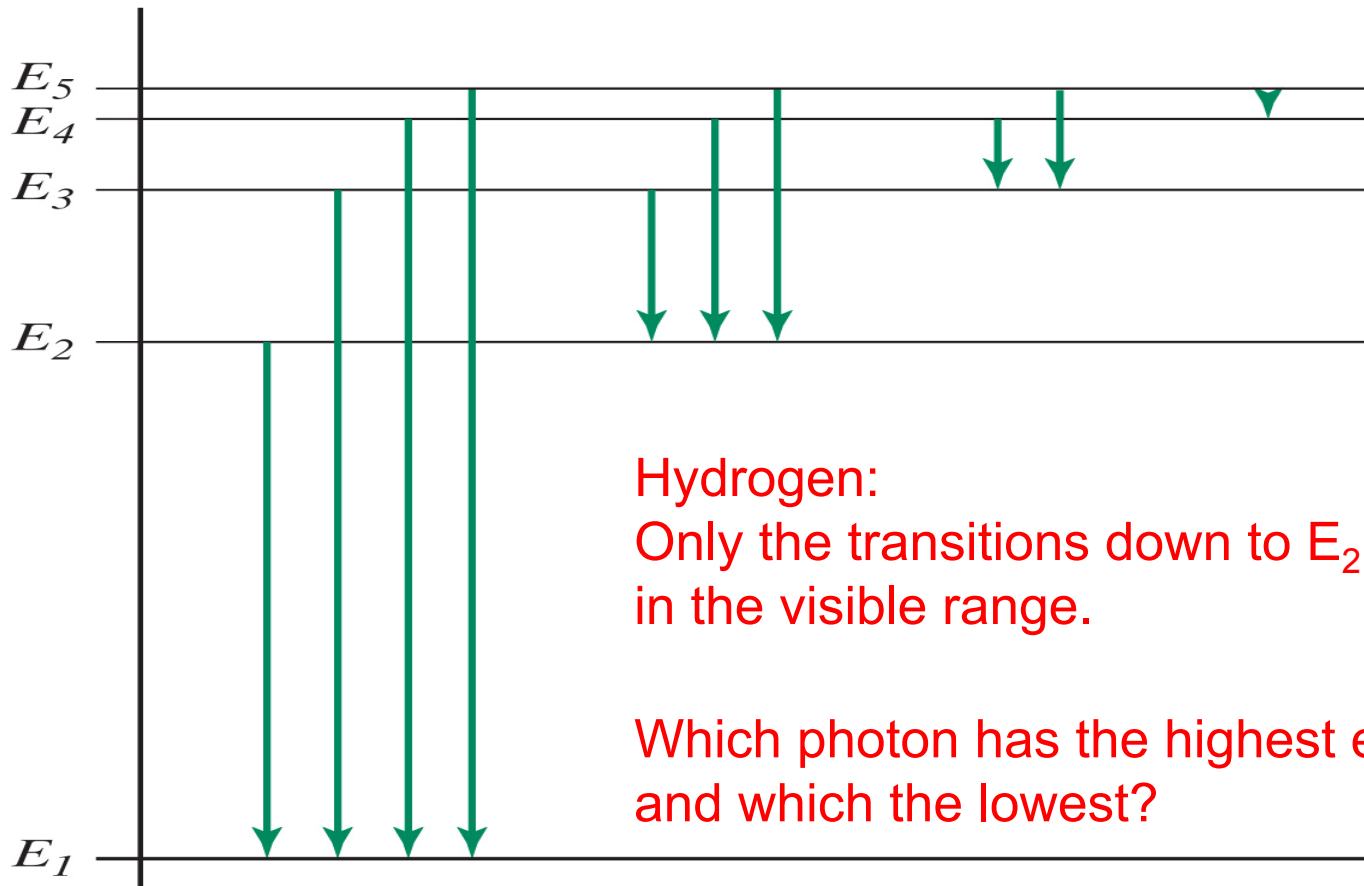 E5
E4
E3
E2
Hydrogen:
Only the transitions down to E2
in the visible range.
Which photon has the highest e
and which the lowest?
E1